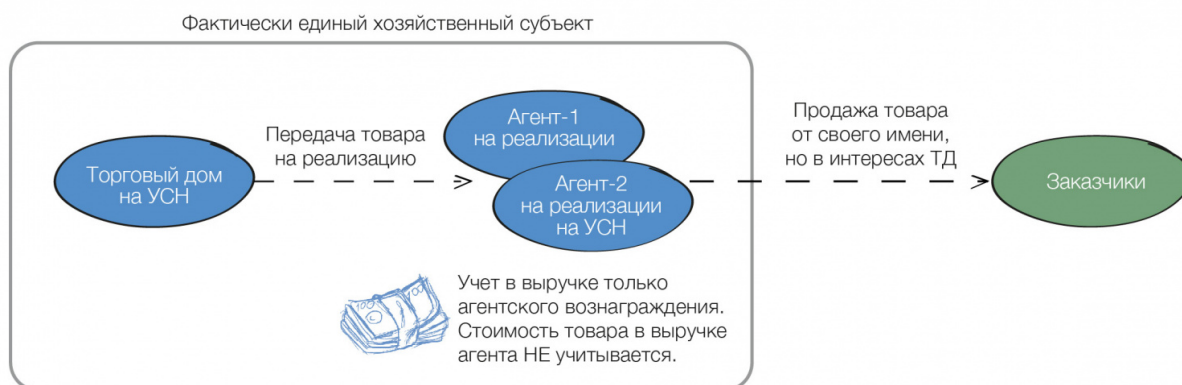 Фактически единый хозяйственный субъект
Торговый дом
на УСН
Передача товара
на реализацию
Агент-1
на реализации
Агент-2
на реализации
на УСН
Продажа товара
от своего имени,
но в интересах ТД
Заказчики
Учет в выручке только
агентского вознаграждения.
Стоимость товара в выручке
агента НЕ учитывается.